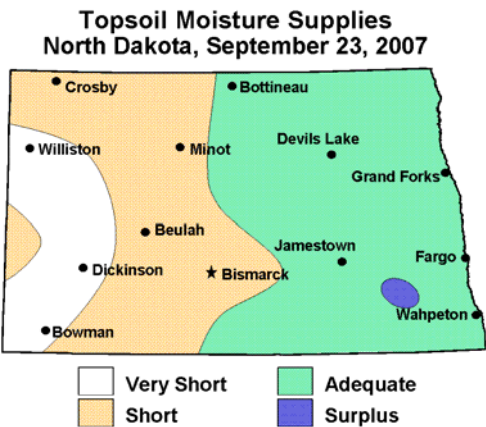 Topsoil Moisture Supplies
North Dakota, September 23, 2007
Crosby
Bottineau
Williston
Minot
Devils Lake
Grand Forks
Beulah
Jamestown
Fargo
Dickinson
Bismarck
Wahpeton
Bowman
Very Short
Adequate
Short
Surplus